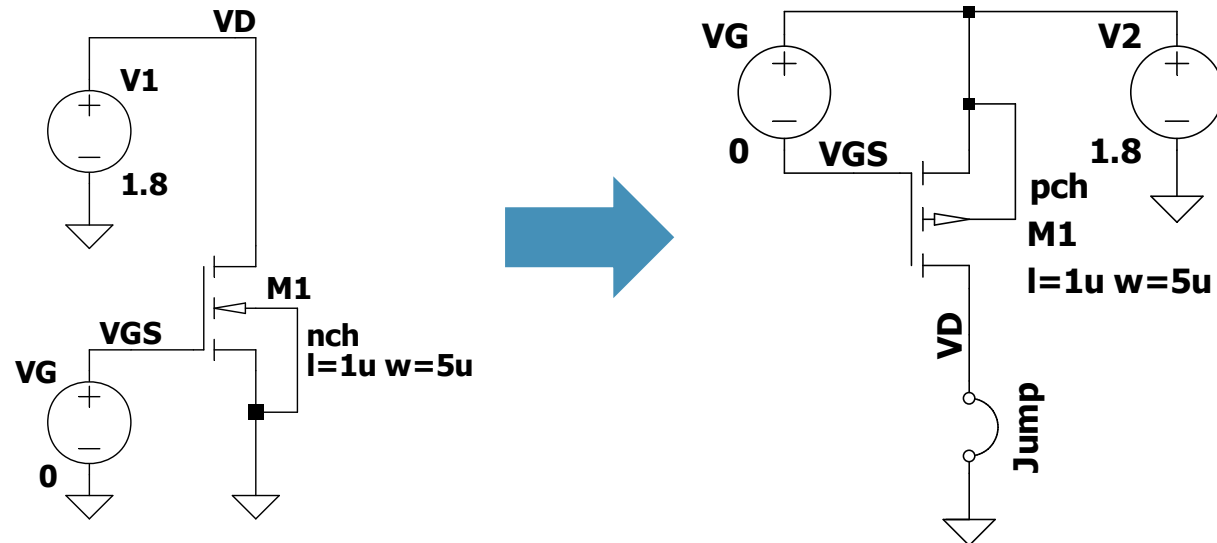 VD
V1
1.8
M1
VGS
nch
l=1u w=5u
VG
0
VG
V2
0
VGS
1.8
pch
M1
l=1u w=5u
VD
Jump